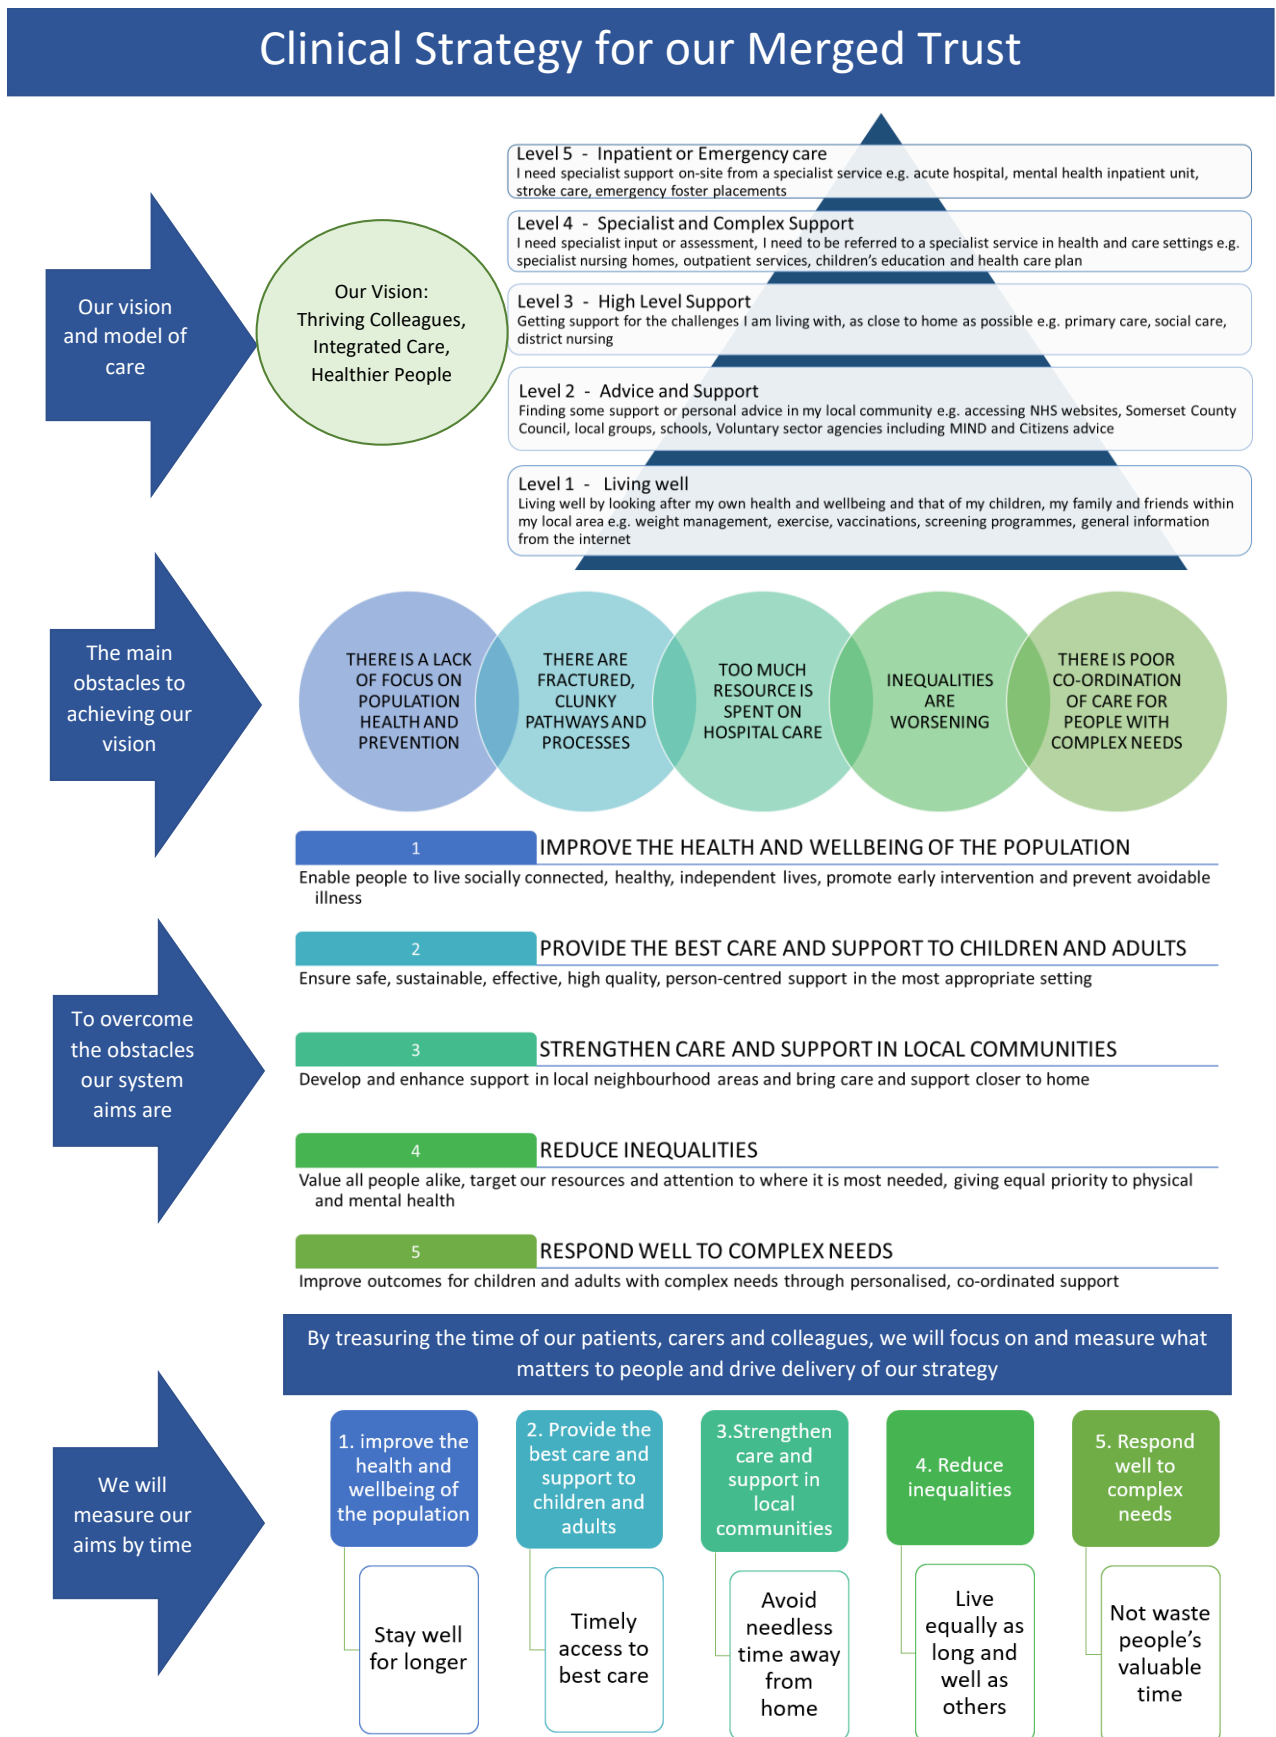 Clinical Strategy for our Merged Trust
Our vision
and model of
care
Our Vision:
Thriving Colleagues,
Integrated Care,
Healthier People
Level 5 - Inpatient or Emergency care
I need specialist support on-site from a specialist service e.g. acute hospital, mental health inpatient unit,
stroke care, emergency foster placements
Level 4 - Specialist and Complex Support
I need specialist input or assessment, I need to be referred to a specialist service in health and care settings e.g.
specialist nursing homes, outpatient services, children's education and health care plan
Level 3 - High Level Support
Getting support for the challenges I am living with, as close to home as possible e.g. primary care, social care,
district nursing
Level 2 - Advice and Support
Finding some support or personal advice in my local community e.g. accessing NHS websites, Somerset County
Council, local groups, schools, Voluntary sector agencies including MIND and Citizens advice
Level 1 - Living well
Living well by looking after my own health and wellbeing and that of my children, my family and friends within
my local area e.g. weight management, exercise, vaccinations, screening programmes, general information
from the internet
The main
obstacles to
achieving our
vision
THERE IS A LACK
OF FOCUS ON
POPULATION
HEALTH AND
PREVENTION
THERE ARE
FRACTURED,
CLUNKY
PATHWAYS AND
PROCESSES
TOO MUCH
RESOURCE IS
SPENT ON
HOSPITAL CARE
INEQUALITIES
ARE
WORSENING
THERE IS POOR
CO-ORDINATION
OF CARE FOR
PEOPLE WITH
COMPLEX NEEDS
To overcome
the obstacles
our system
aims are
1 IMPROVE THE HEALTH AND WELLBEING OF THE POPULATION
Enable people to live socially connected, healthy, independent lives, promote early intervention and prevent avoidable
illness
2 PROVIDE THE BEST CARE AND SUPPORT TO CHILDREN AND ADULTS
Ensure safe, sustainable, effective, high quality, person-centred support in the most appropriate setting
3 STRENGTHEN CARE AND SUPPORT IN LOCAL COMMUNITIES
Develop and enhance support in local neighbourhood areas and bring care and support closer to home
4 REDUCE INEQUALITIES
Value all people alike, target our resources and attention to where it is most needed, giving equal priority to physical
and mental health
5 RESPOND WELL TO COMPLEX NEEDS
Improve outcomes for children and adults with complex needs through personalised, co-ordinated support
By treasuring the time of our patients, carers and colleagues, we will focus on and measure what
matters to people and drive delivery of our strategy
We will
measure our
aims by time
1. improve the
health and
wellbeing of
the population
Stay well
for longer
2. Provide the
best care and
support to
children and
adults
Timely
access to
best care
3.Strengthen
care and
support in
local
communities
Avoid
needless
time away
from
home
4. Reduce
inequalities
Live
equally as
long and
well as
others
5. Respond
well to
complex
needs
Not waste
people's
valuable
time